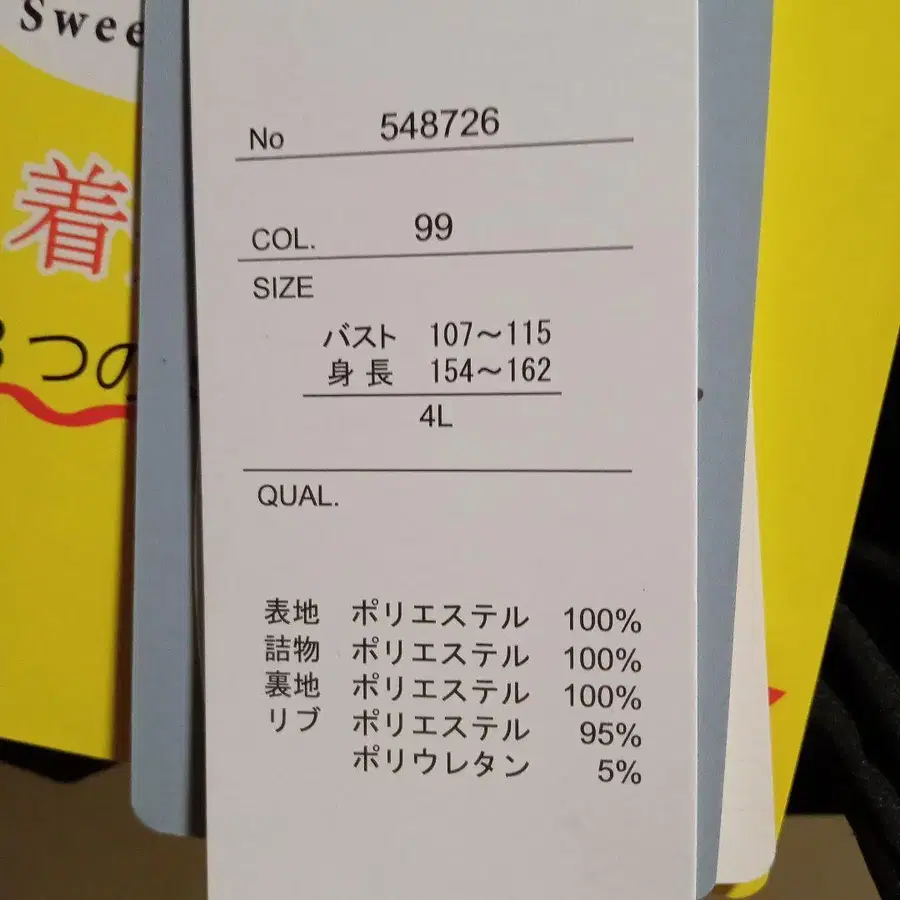 Swee
着
3つの
No 548726
COL. 99
SIZE
バスト 107～115
身長 154～162
4L
QUAL.
表地 ポリエステル 100%
詰物 ポリエステル 100%
裏地 ポリエステル 100%
リブ ポリエステル 95%
ポリウレタン 5%